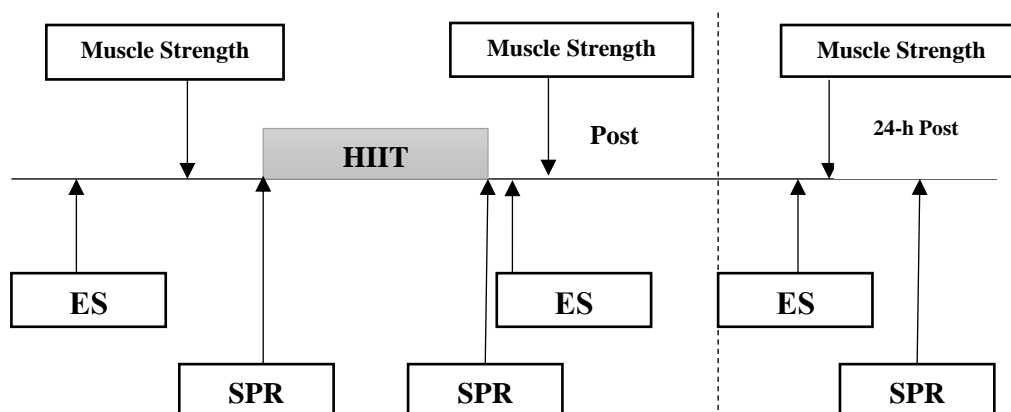 Muscle Strength
Muscle Strength
Muscle Strength
Post
24-h Post
HIIT
ES
ES
ES
SPR
SPR
SPR